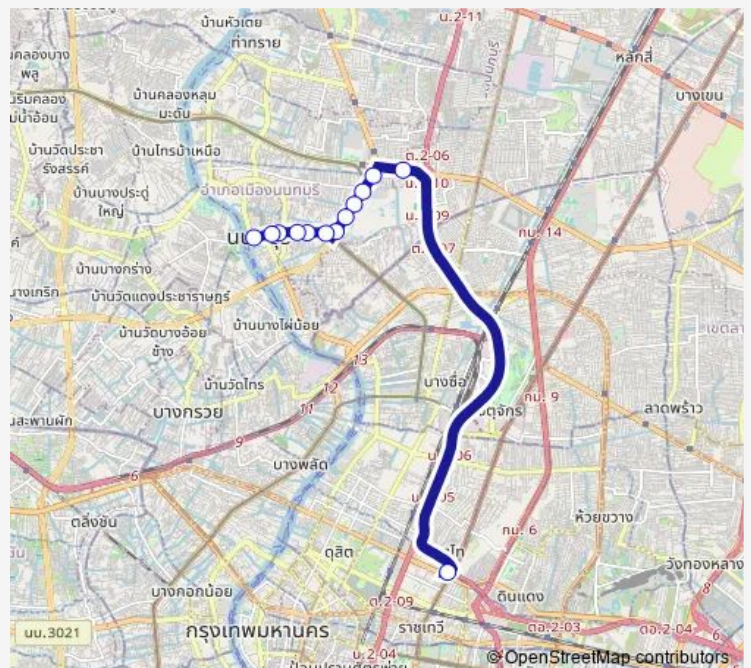 บ้านหัวเตย
ท่าทราย
น.2-11
หลักสี่
คลองบาง
พลู
บางเขน
บ้านคลองหลุม
มะดัน
บ้านวัดประชา
รังสรรค์
บ้านไทรม้าเหนือ
ต.2-06
อำเภอเมืองนนทบุรี
บ้านบางประดู่
ใหญ่
กม. 14
บ้านบางกร่าง
บ้านวัดแดงประชาราษฎร์
บ้านวัดบางอ้อย
ช้าง
บ้านบางไผ่น้อย
13
บ้านวัดไทร
12
บางซื่อ
11
กม. 9
ลาดพร้าว
บางกรวย
9
บางพลัด
6
ตลิ่งชัน
กม. 6
ห้วยขวาง
ดุสิต
วังทองหลาง
บางกอกน้อย
ดินแดง
ด.2-09
ตอ.2-03
ตอ.2-04
8
6
นบ.3021
กรุงเทพมหานคร
ราชเทวี
น.2-04
© OpenStreetMap contributors